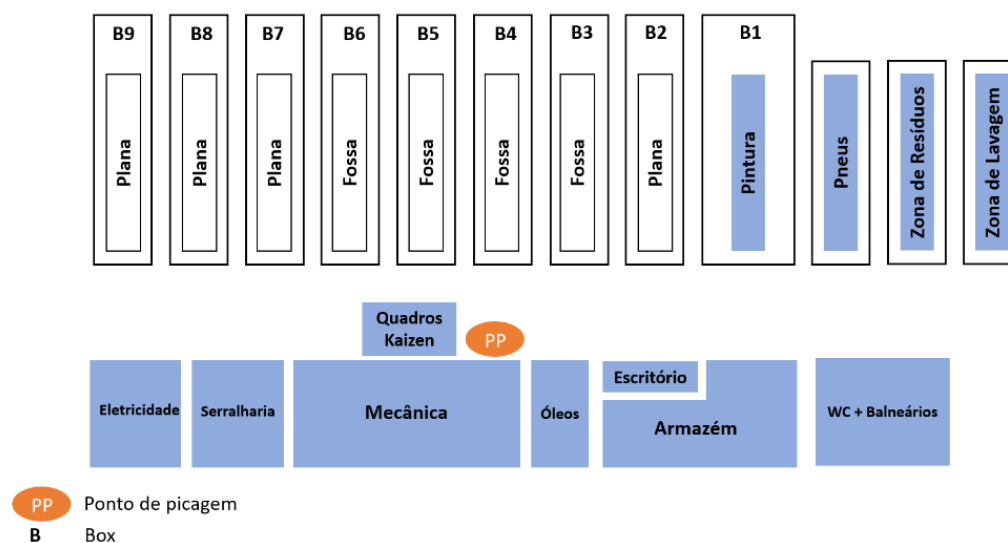 B9
B8
B7
B6
B5
B4
B3
B2
B1
Plana
Plana
Plana
Fossa
Fossa
Fossa
Fossa
Plana
Pintura
Pneus
Zona de Resíduos
Zona de Lavagem
Quadros
Kaizen
PP
Eletricidade
Serralharia
Mecânica
Óleos
Escritório
Armazém
WC + Balneários
PP Ponto de picagem
B Box